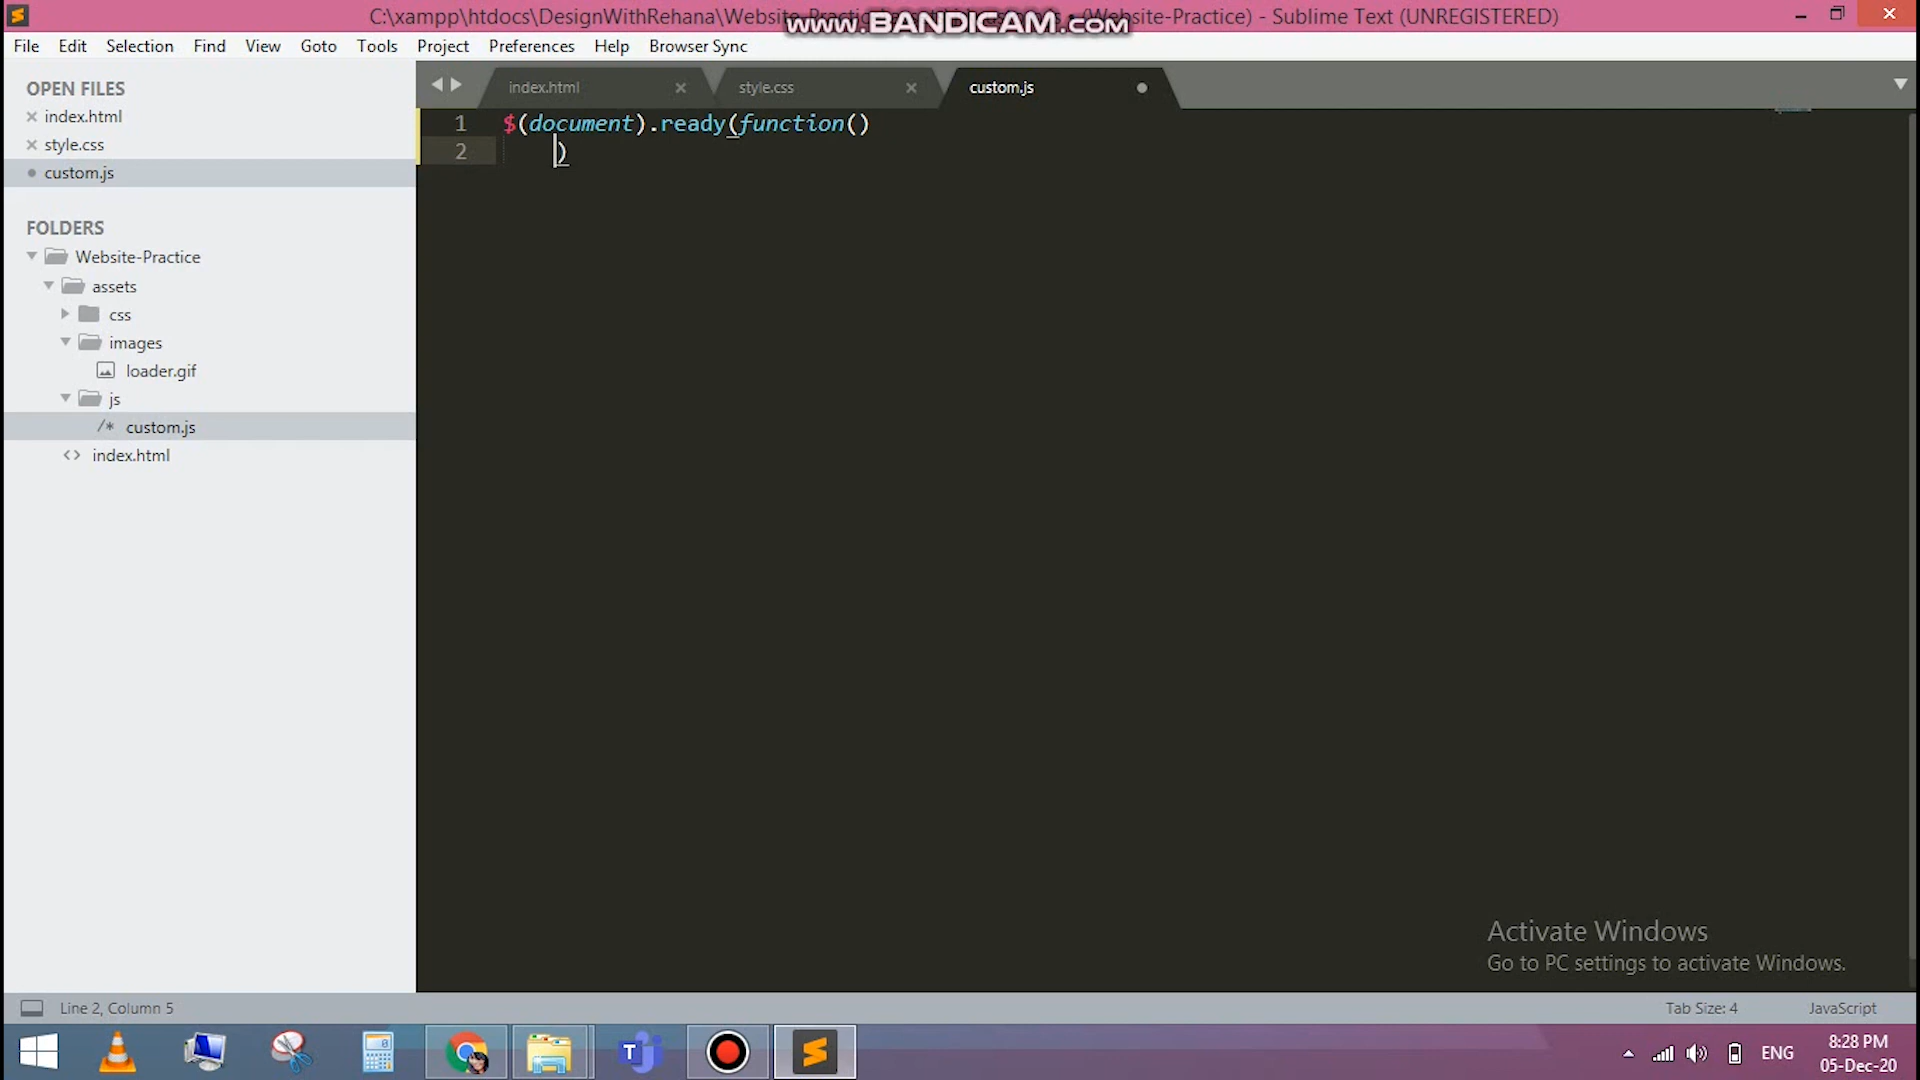 C:\xampp\htdocs\DesignWithRehana\Website-Practice (Website-Practice) - Sublime Text (UNREGISTERED)
www.BANDICAM.com
File Edit Selection Find View Goto Tools Project Preferences Help Browser Sync
OPEN FILES
index.html
style.css
custom.js
FOLDERS
Website-Practice
assets
css
images
loader.gif
js
/* custom.js
<> index.html
index.html style.css custom.js
1 $(document).ready(function()
2 )
Activate Windows
Go to PC settings to activate Windows.
Line 2, Column 5 Tab Size: 4 JavaScript
ENG
8:28 PM
05-Dec-20